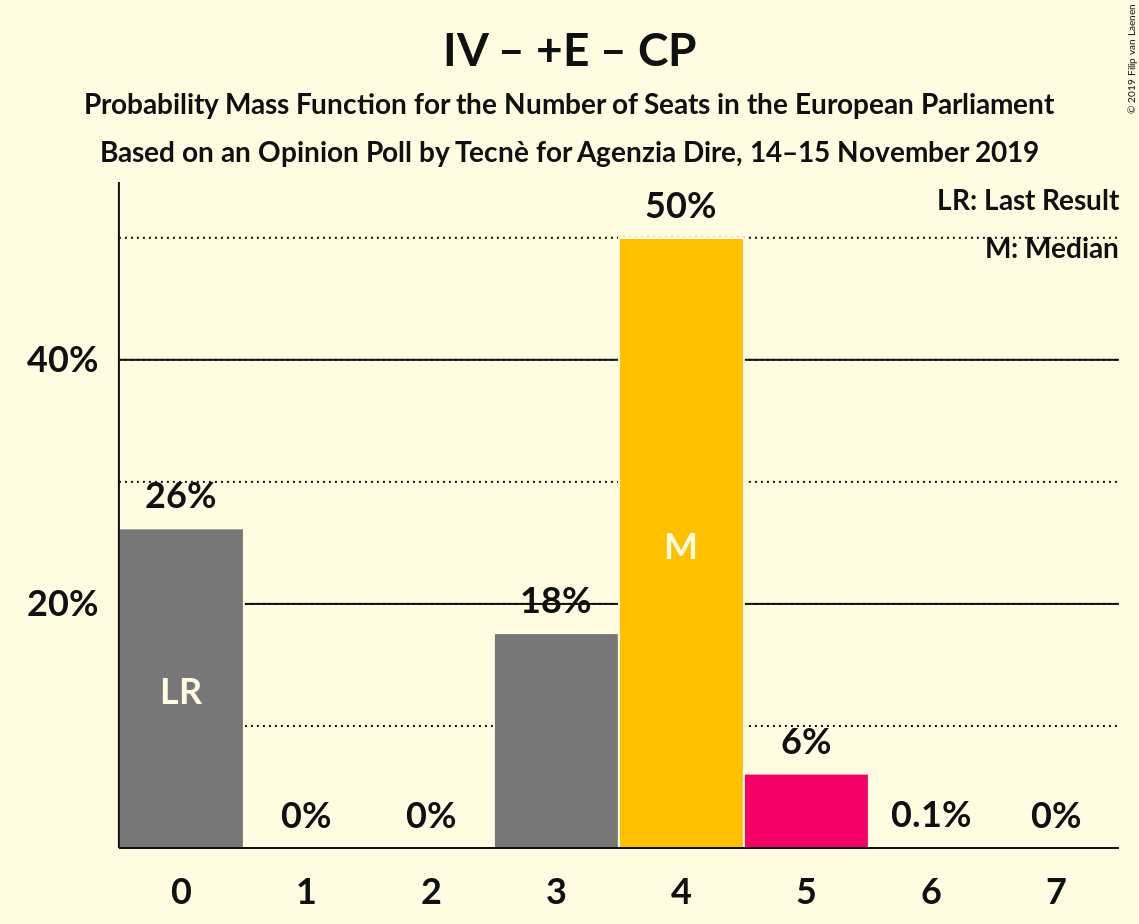 IV – +E – CP
Probability Mass Function for the Number of Seats in the European Parliament
Based on an Opinion Poll by Tecnè for Agenzia Dire, 14–15 November 2019
© 2019 Filip van Laenen
LR: Last Result
M: Median
50%
40%
26%
M
20%
18%
LR
6%
0%
0%
0.1%
0%
0
1
2
3
4
5
6
7